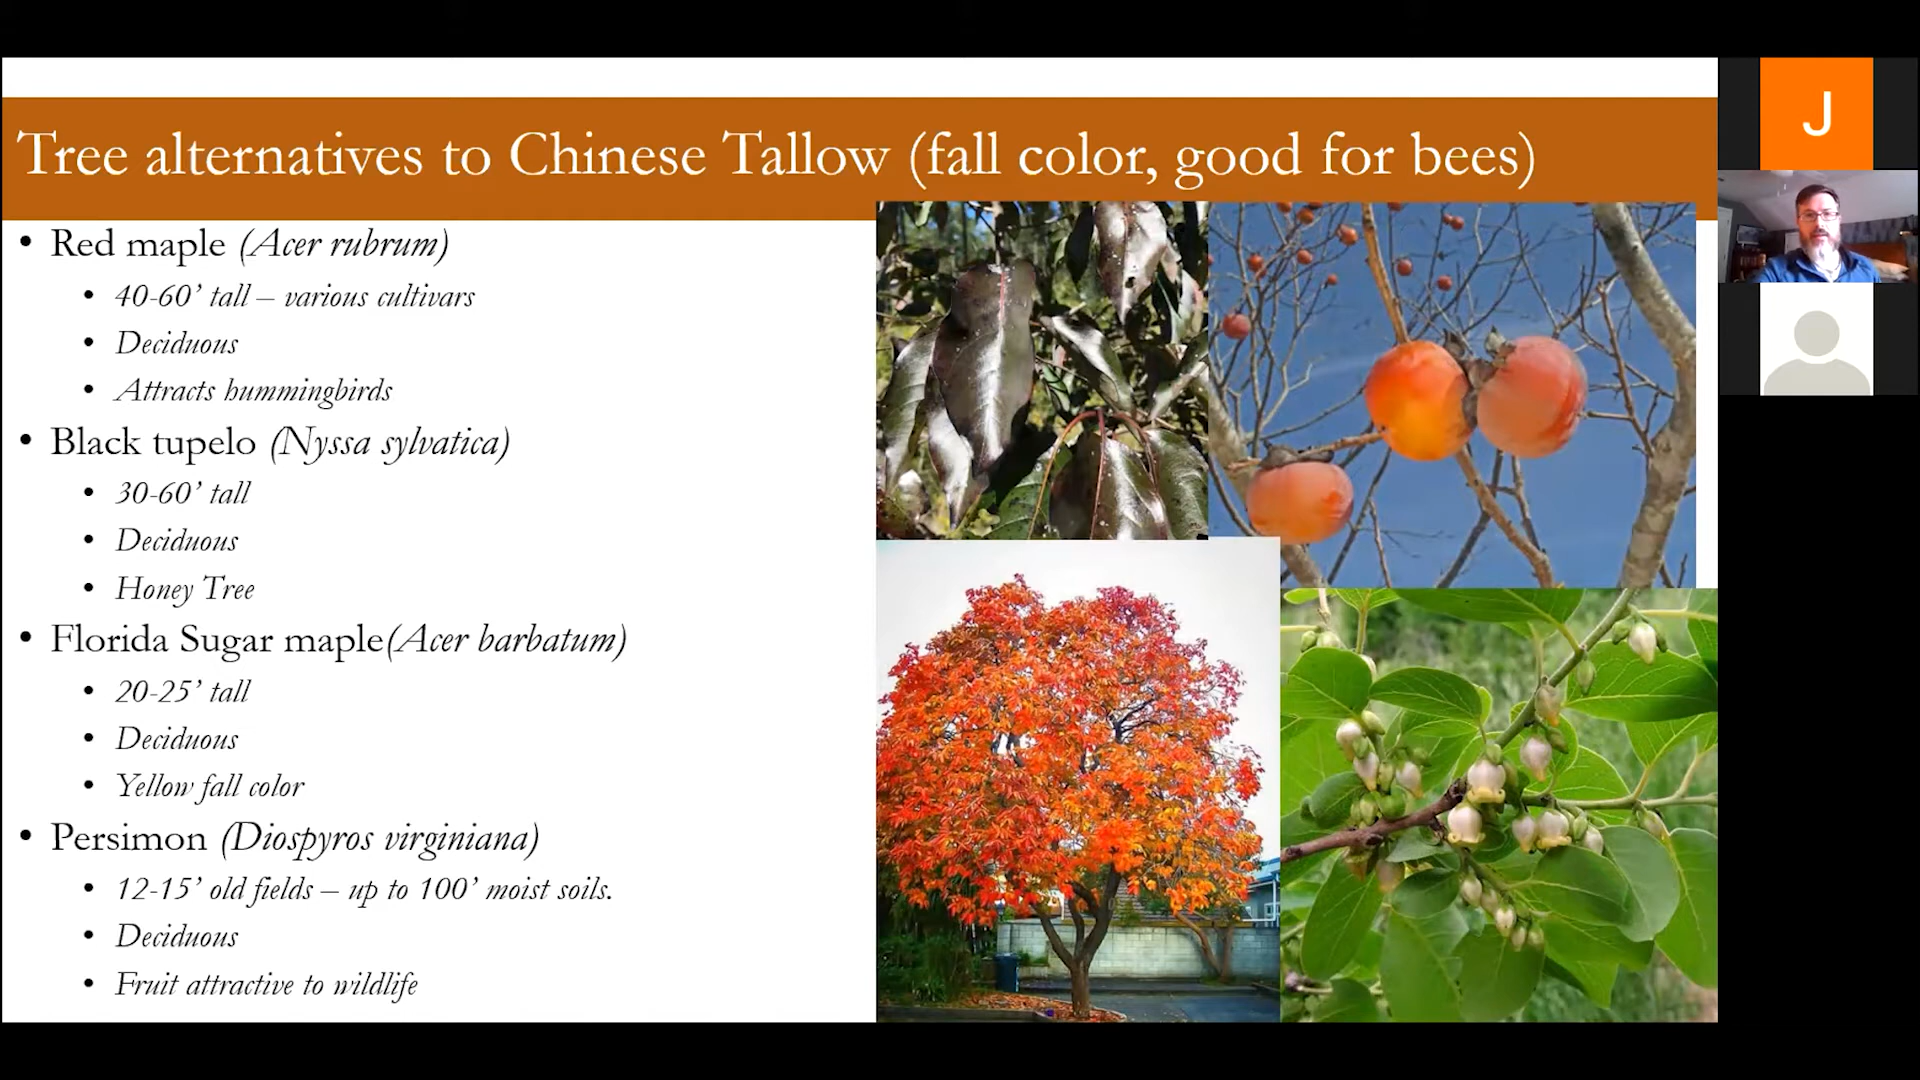 Tree alternatives to Chinese Tallow (fall color, good for bees)
• Red maple (Acer rubrum)
• 40-60’ tall – various cultivars
• Deciduous
• Attracts hummingbirds
• Black tupelo (Nyssa sylvatica)
• 30-60’ tall
• Deciduous
• Honey Tree
• Florida Sugar maple(Acer barbatum)
• 20-25’ tall
• Deciduous
• Yellow fall color
• Persimon (Diospyros virginiana)
• 12-15’ old fields – up to 100’ moist soils.
• Deciduous
• Fruit attractive to wildlife
J